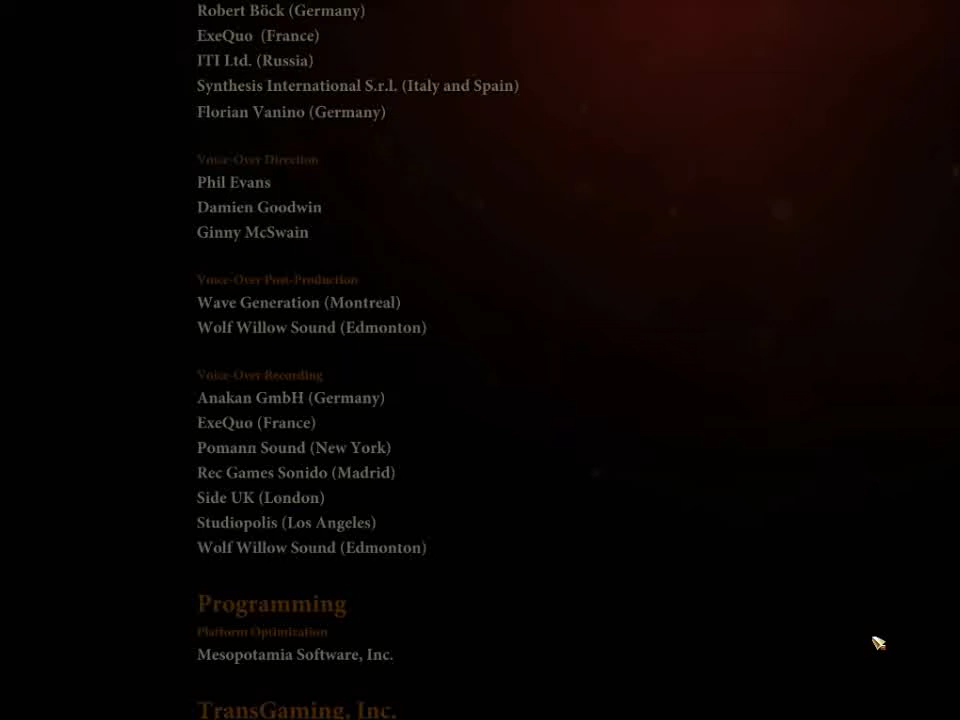 Robert Böck (Germany)
ExeQuo (France)
ITI Ltd. (Russia)
Synthesis International S.r.l. (Italy and Spain)
Florian Vanino (Germany)
Voice-Over Direction
Phil Evans
Damien Goodwin
Ginny McSwain
Voice-Over Post-Production
Wave Generation (Montreal)
Wolf Willow Sound (Edmonton)
Voice-Over Recording
Anakan GmbH (Germany)
ExeQuo (France)
Pomann Sound (New York)
Rec Games Sonido (Madrid)
Side UK (London)
Studiopolis (Los Angeles)
Wolf Willow Sound (Edmonton)
Programming
Platform Optimization
Mesopotamia Software, Inc.
TransGaming, Inc.